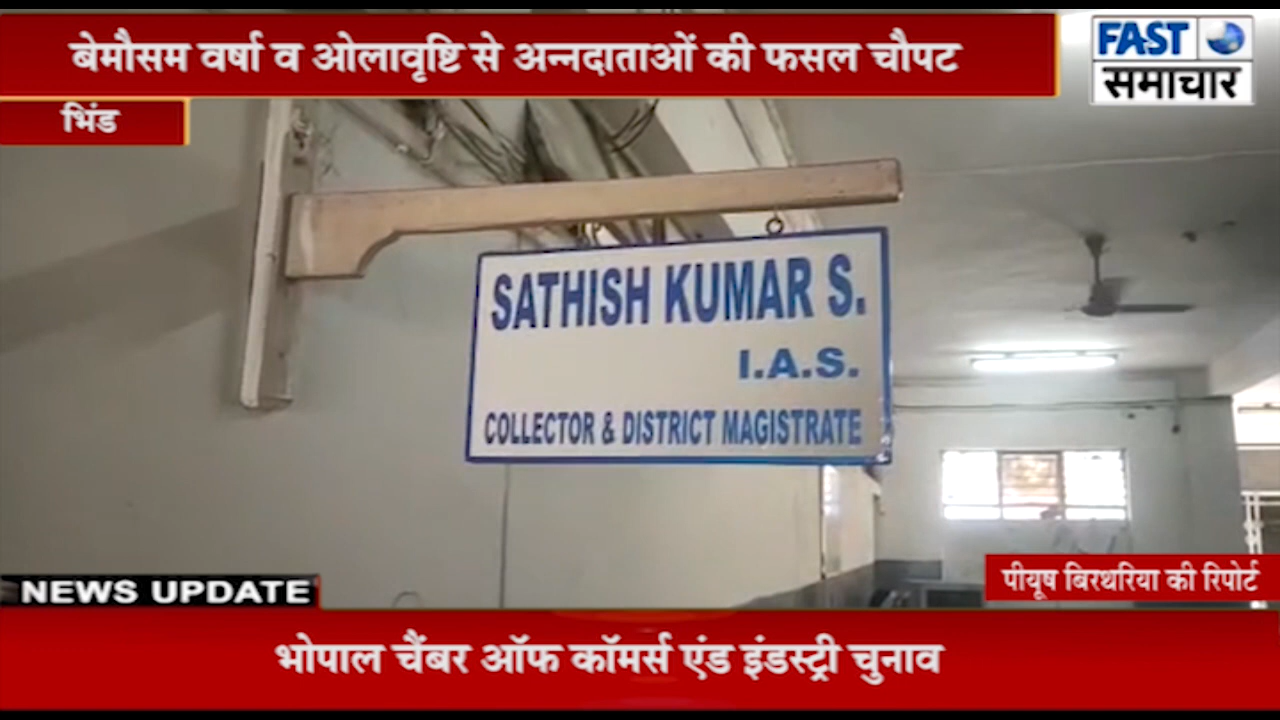 बेमौसम वर्षा व ओलावृष्टि से अन्नदाताओं की फसल चौपट
FAST
समाचार
भिंड
SATHISH KUMAR S.
I.A.S.
COLLECTOR & DISTRICT MAGISTRATE
पीयूष बिरथरिया की रिपोर्ट
NEWS UPDATE
भोपाल चैंबर ऑफ कॉमर्स एंड इंडस्ट्री चुनाव